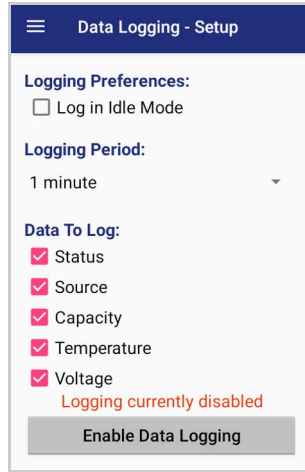 Data Logging - Setup
Logging Preferences:
Log in Idle Mode
Logging Period:
1 minute
Data To Log:
Status
Source
Capacity
Temperature
Voltage
Logging currently disabled
Enable Data Logging